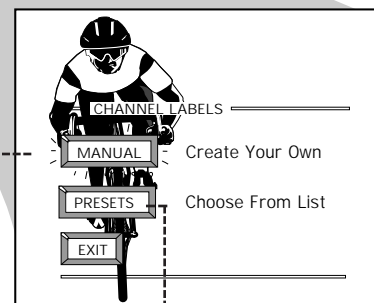 CHANNEL LABELS
MANUAL Create Your Own
PRESETS Choose From List
EXIT